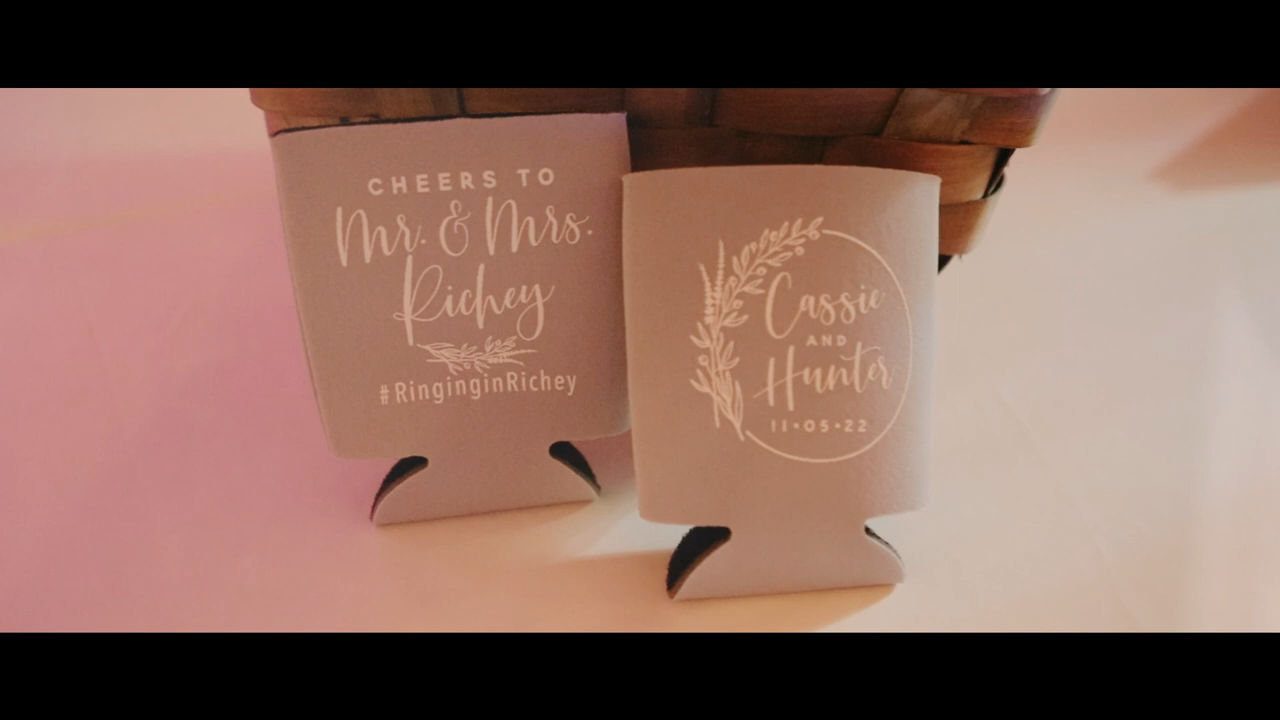 CHEERS TO
Mr. & Mrs.
Richey
#RinginginRichey
Cassie
AND
Hunter
11•05•22